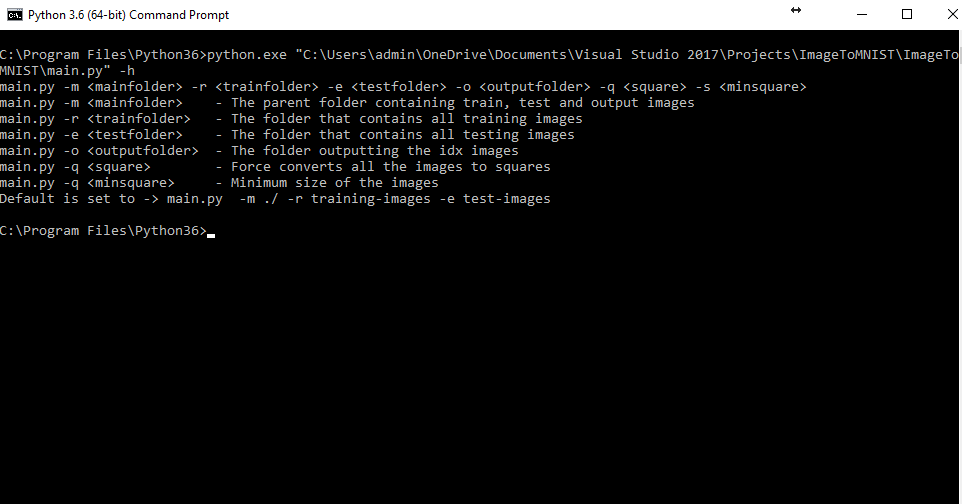 Python 3.6 (64-bit) Command Prompt
C:\Program Files\Python36>python.exe "C:\Users\admin\OneDrive\Documents\Visual Studio 2017\Projects\ImageToMNIST\ImageTo
MNIST\main.py" -h
main.py -m <mainfolder> -r <trainfolder> -e <testfolder> -o <outputfolder> -q <square> -s <minsquare>
main.py -m <mainfolder>    - The parent folder containing train, test and output images
main.py -r <trainfolder>   - The folder that contains all training images
main.py -e <testfolder>    - The folder that contains all testing images
main.py -o <outputfolder>  - The folder outputting the idx images
main.py -q <square>        - Force converts all the images to squares
main.py -q <minsquare>     - Minimum size of the images
Default is set to -> main.py  -m ./ -r training-images -e test-images
C:\Program Files\Python36>